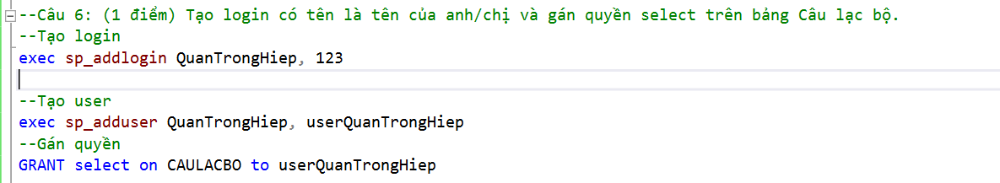 --Câu 6: (1 điểm) Tạo login có tên là tên của anh/chị và gán quyền select trên bảng Câu lạc bộ.
--Tạo login
exec sp_addlogin QuanTrongHiep, 123
--Tạo user
exec sp_adduser QuanTrongHiep, userQuanTrongHiep
--Gán quyền
GRANT select on CAULACBO to userQuanTrongHiep